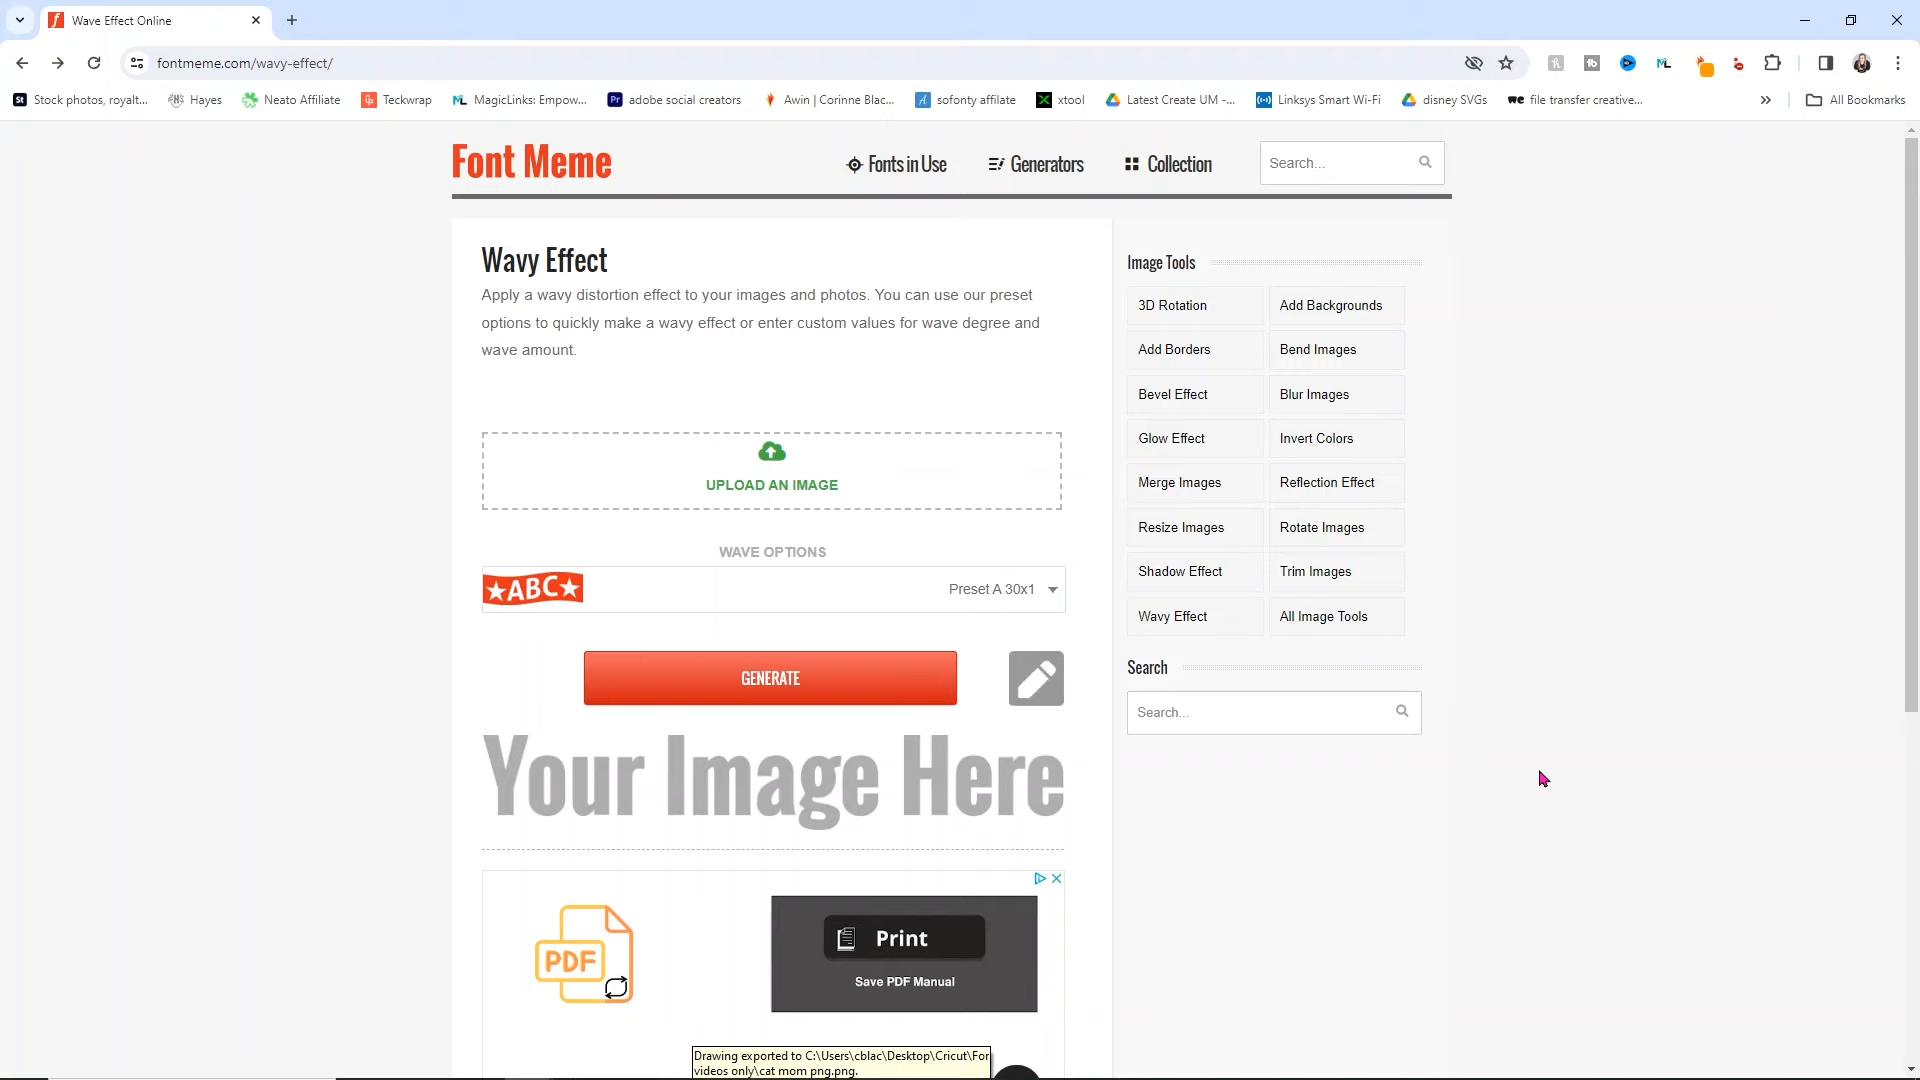 Wave Effect Online
fontmeme.com/wavy-effect/
Stock photos, royalt...
Hayes
Neato Affiliate
Teckwrap
MagicLinks: Empow...
adobe social creators
Awin | Corinne Blac...
sofonty affilate
xtool
Latest Create UM -...
Linksys Smart Wi-Fi
disney SVGs
file transfer creative...
All Bookmarks
Font Meme
Fonts in Use
Generators
Collection
Search...
Wavy Effect
Apply a wavy distortion effect to your images and photos. You can use our preset
options to quickly make a wavy effect or enter custom values for wave degree and
wave amount.
UPLOAD AN IMAGE
WAVE OPTIONS
ABC
Preset A 30x1
GENERATE
Your Image Here
Image Tools
3D Rotation
Add Backgrounds
Add Borders
Bend Images
Bevel Effect
Blur Images
Glow Effect
Invert Colors
Merge Images
Reflection Effect
Resize Images
Rotate Images
Shadow Effect
Trim Images
Wavy Effect
All Image Tools
Search
Search...
PDF
Print
Save PDF Manual
Drawing exported to C:\Users\cblac\Desktop\Cricut\For
videos only\cat mom png.png.